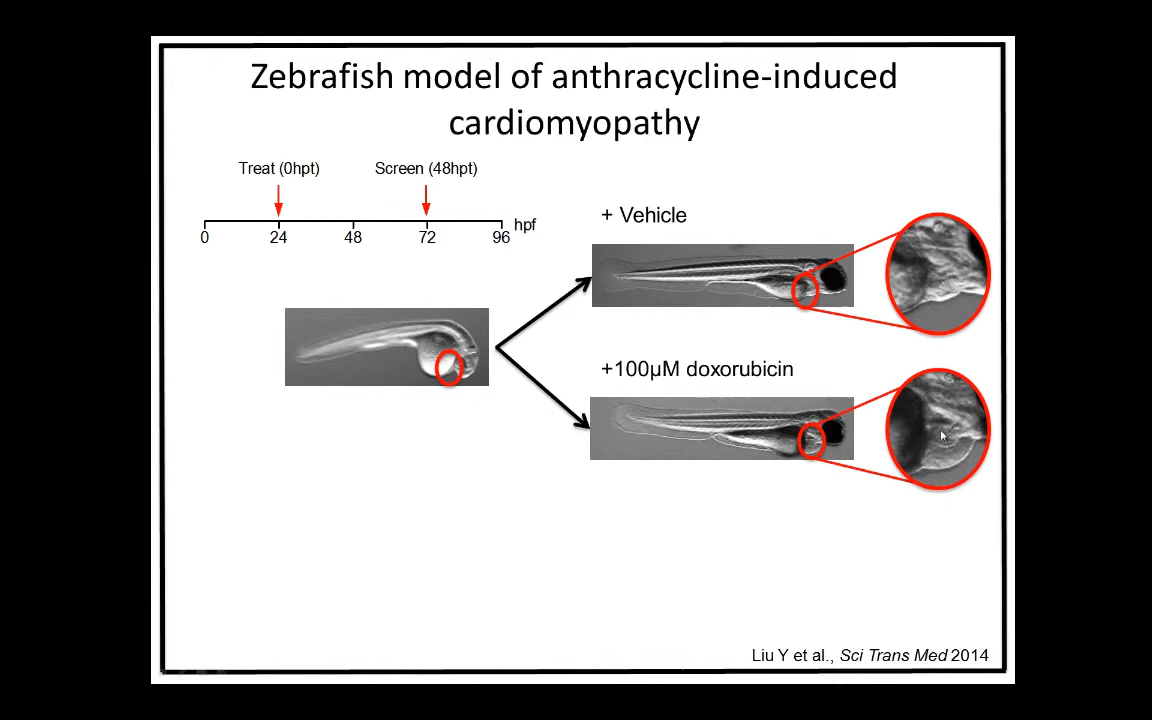 Zebrafish model of anthracycline-induced
cardiomyopathy
Treat (0hpt)
Screen (48hpt)
0 24 48 72 96 hpf
+ Vehicle
+100µM doxorubicin
Liu Y et al., Sci Trans Med 2014